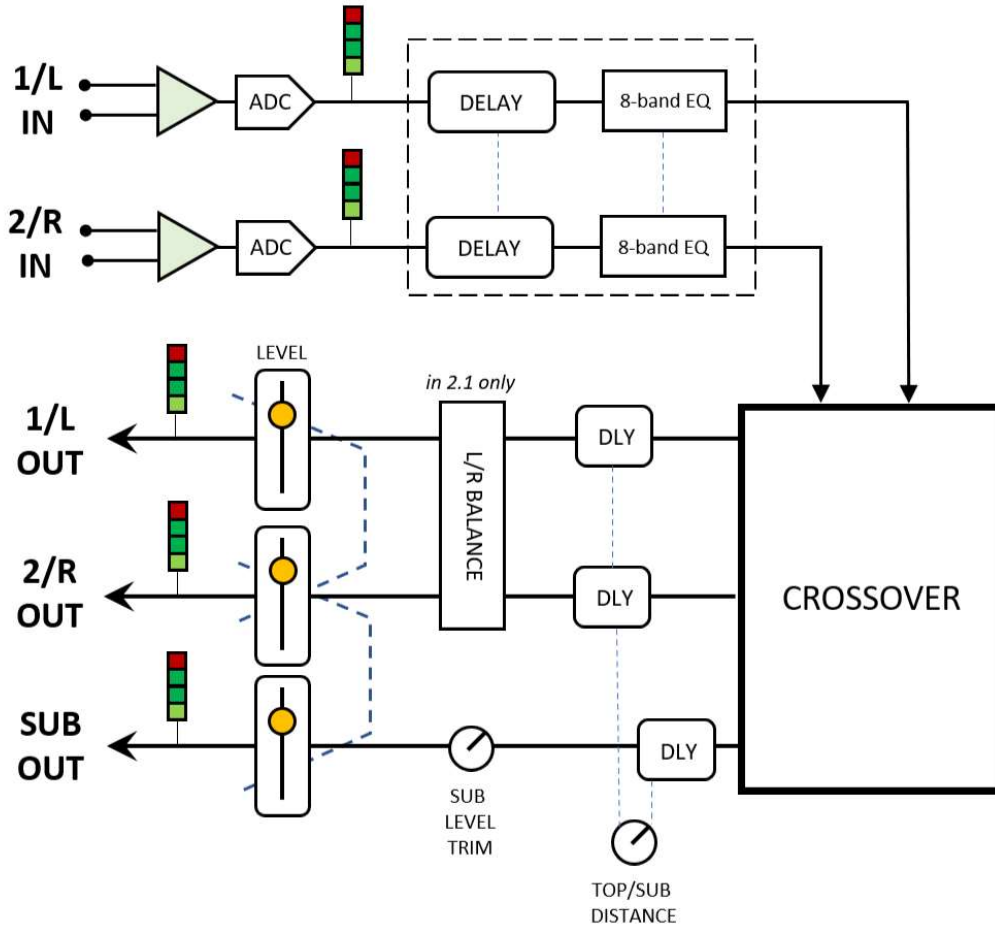 1/L
IN
ADC
DELAY
8-band EQ
2/R
IN
ADC
DELAY
8-band EQ
LEVEL
in 2.1 only
1/L
OUT
L/R BALANCE
DLY
2/R
OUT
DLY
CROSSOVER
SUB
OUT
DLY
SUB
LEVEL
TRIM
TOP/SUB
DISTANCE